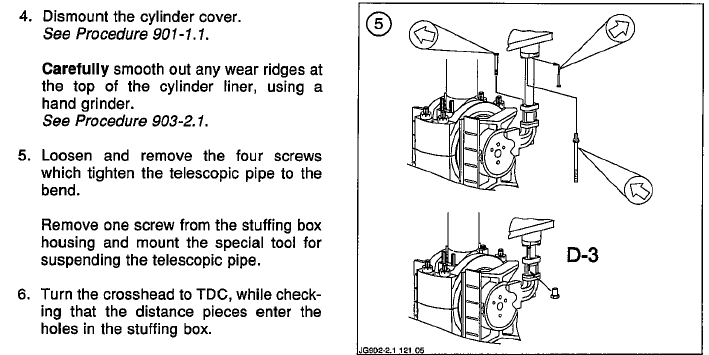 4. Dismount the cylinder cover.
See Procedure 901-1.1.
Carefully smooth out any wear ridges at
the top of the cylinder liner, using a
hand grinder.
See Procedure 903-2.1.
5. Loosen and remove the four screws
which tighten the telescopic pipe to the
bend.
Remove one screw from the stuffing box
housing and mount the special tool for
suspending the telescopic pipe.
6. Turn the crosshead to TDC, while check-
ing that the distance pieces enter the
holes in the stuffing box.
5
D-3
JG902-2.1 121 05